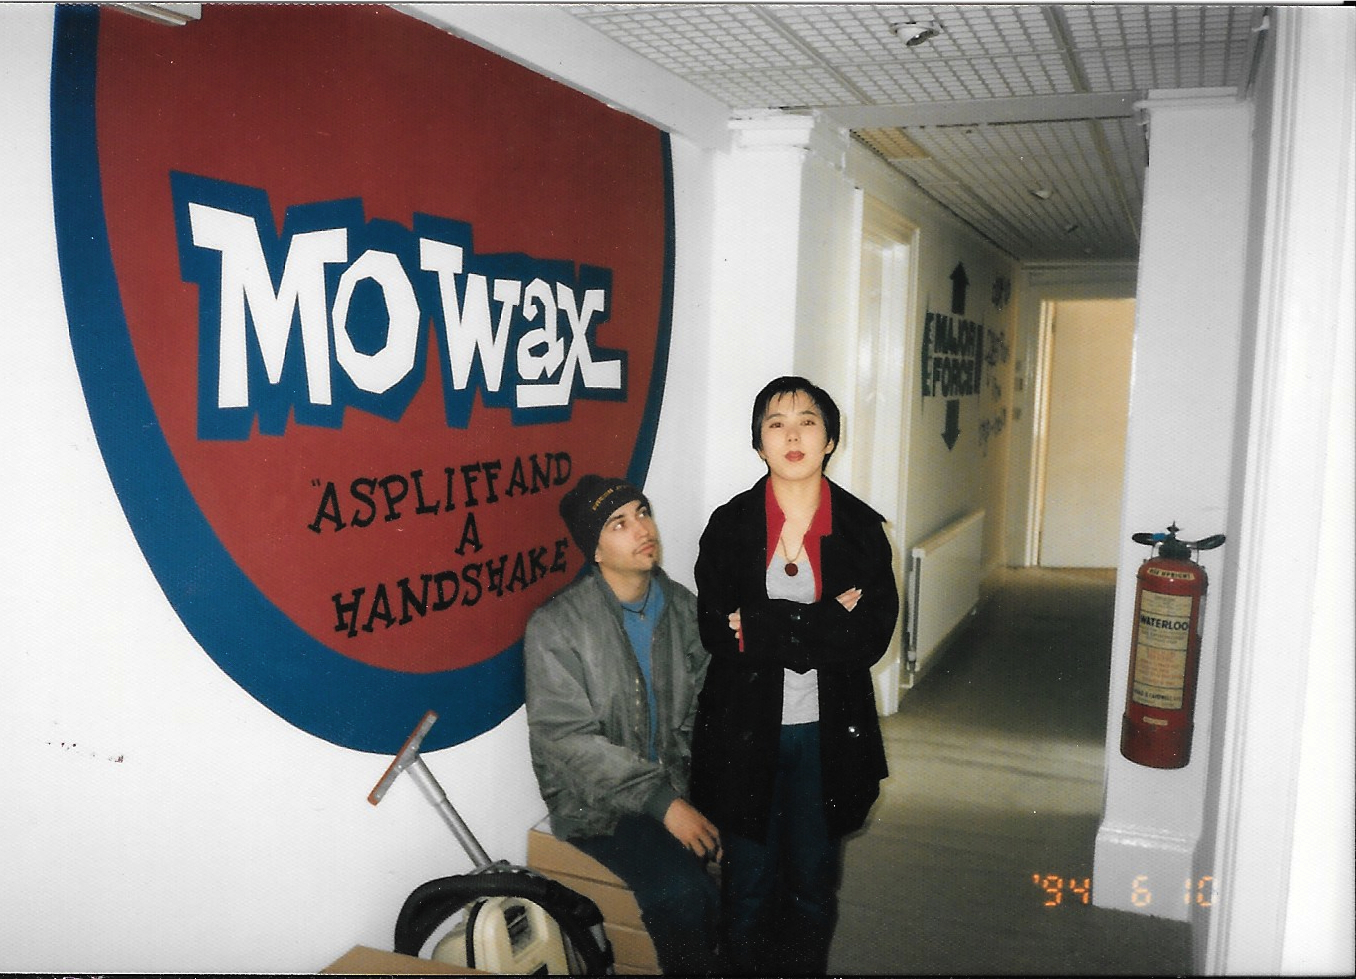 Mo Wax
"A SPLIFF AND
A
HANDSHAKE
MAJOR
FORCE
WATERLOO
'94 6 10